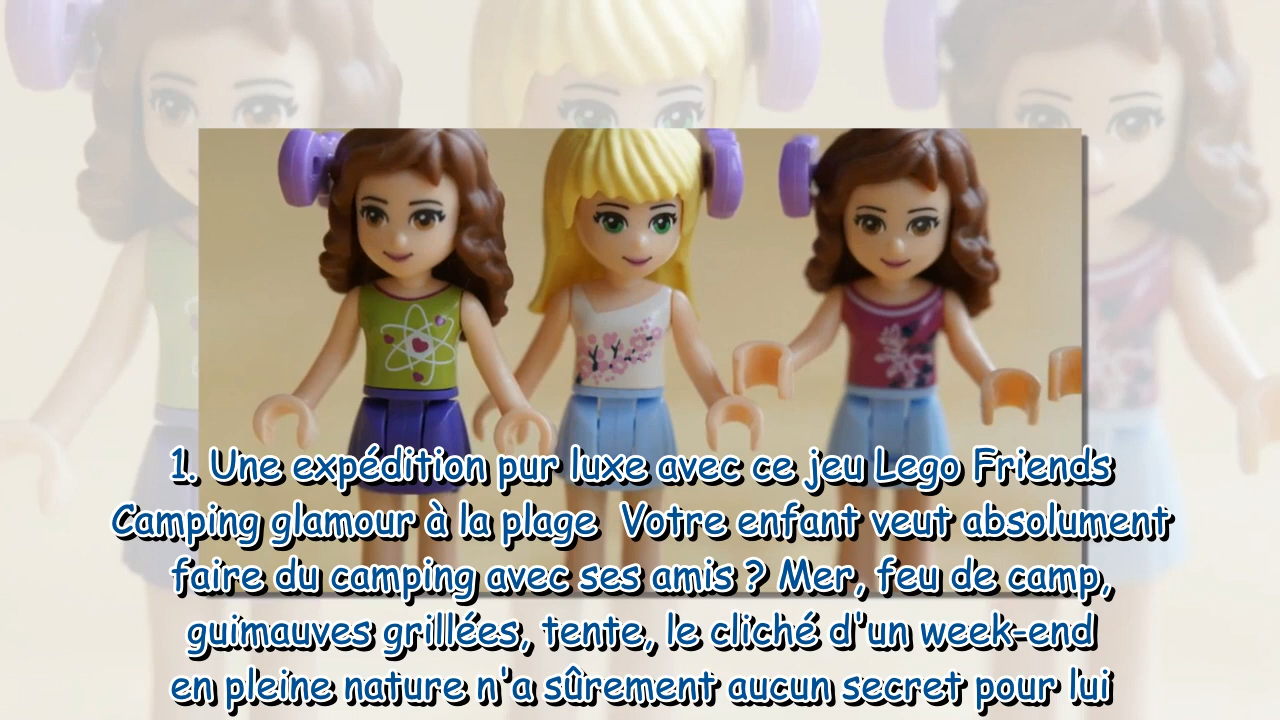 1. Une expédition pur luxe avec ce jeu Lego Friends
Camping glamour à la plage  Votre enfant veut absolument
faire du camping avec ses amis ? Mer, feu de camp,
guimauves grillées, tente, le cliché d'un week-end
en pleine nature n'a sûrement aucun secret pour lui